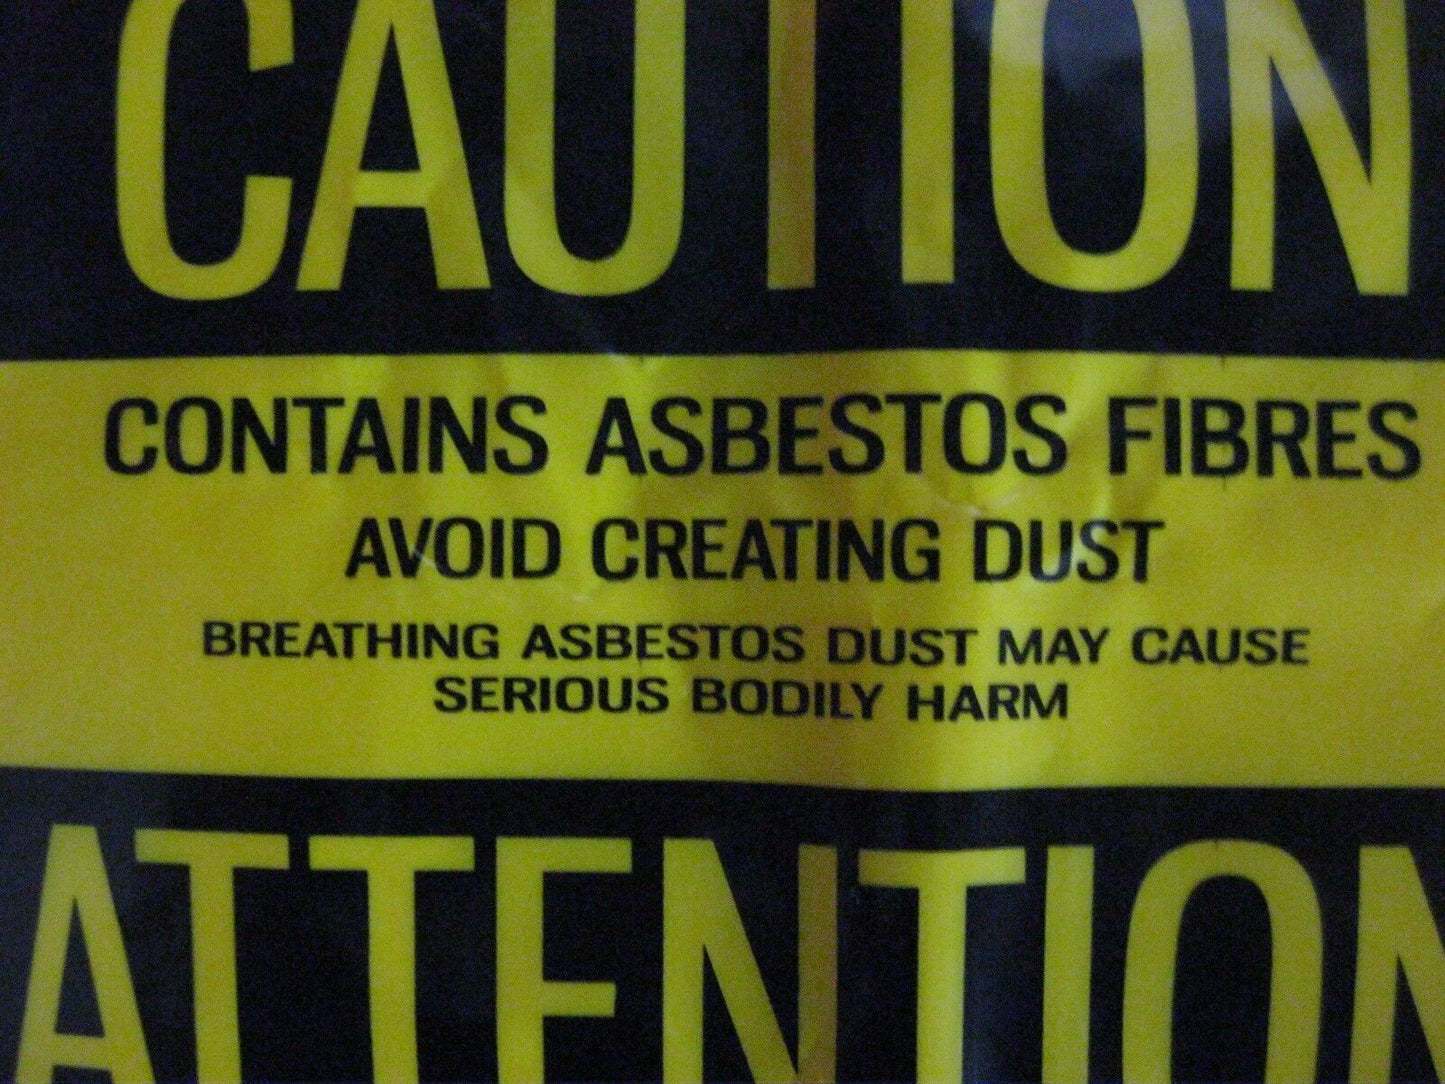 CAUTION
CONTAINS ASBESTOS FIBRES
AVOID CREATING DUST
BREATHING ASBESTOS DUST MAY CAUSE
SERIOUS BODILY HARM
ATTENTION